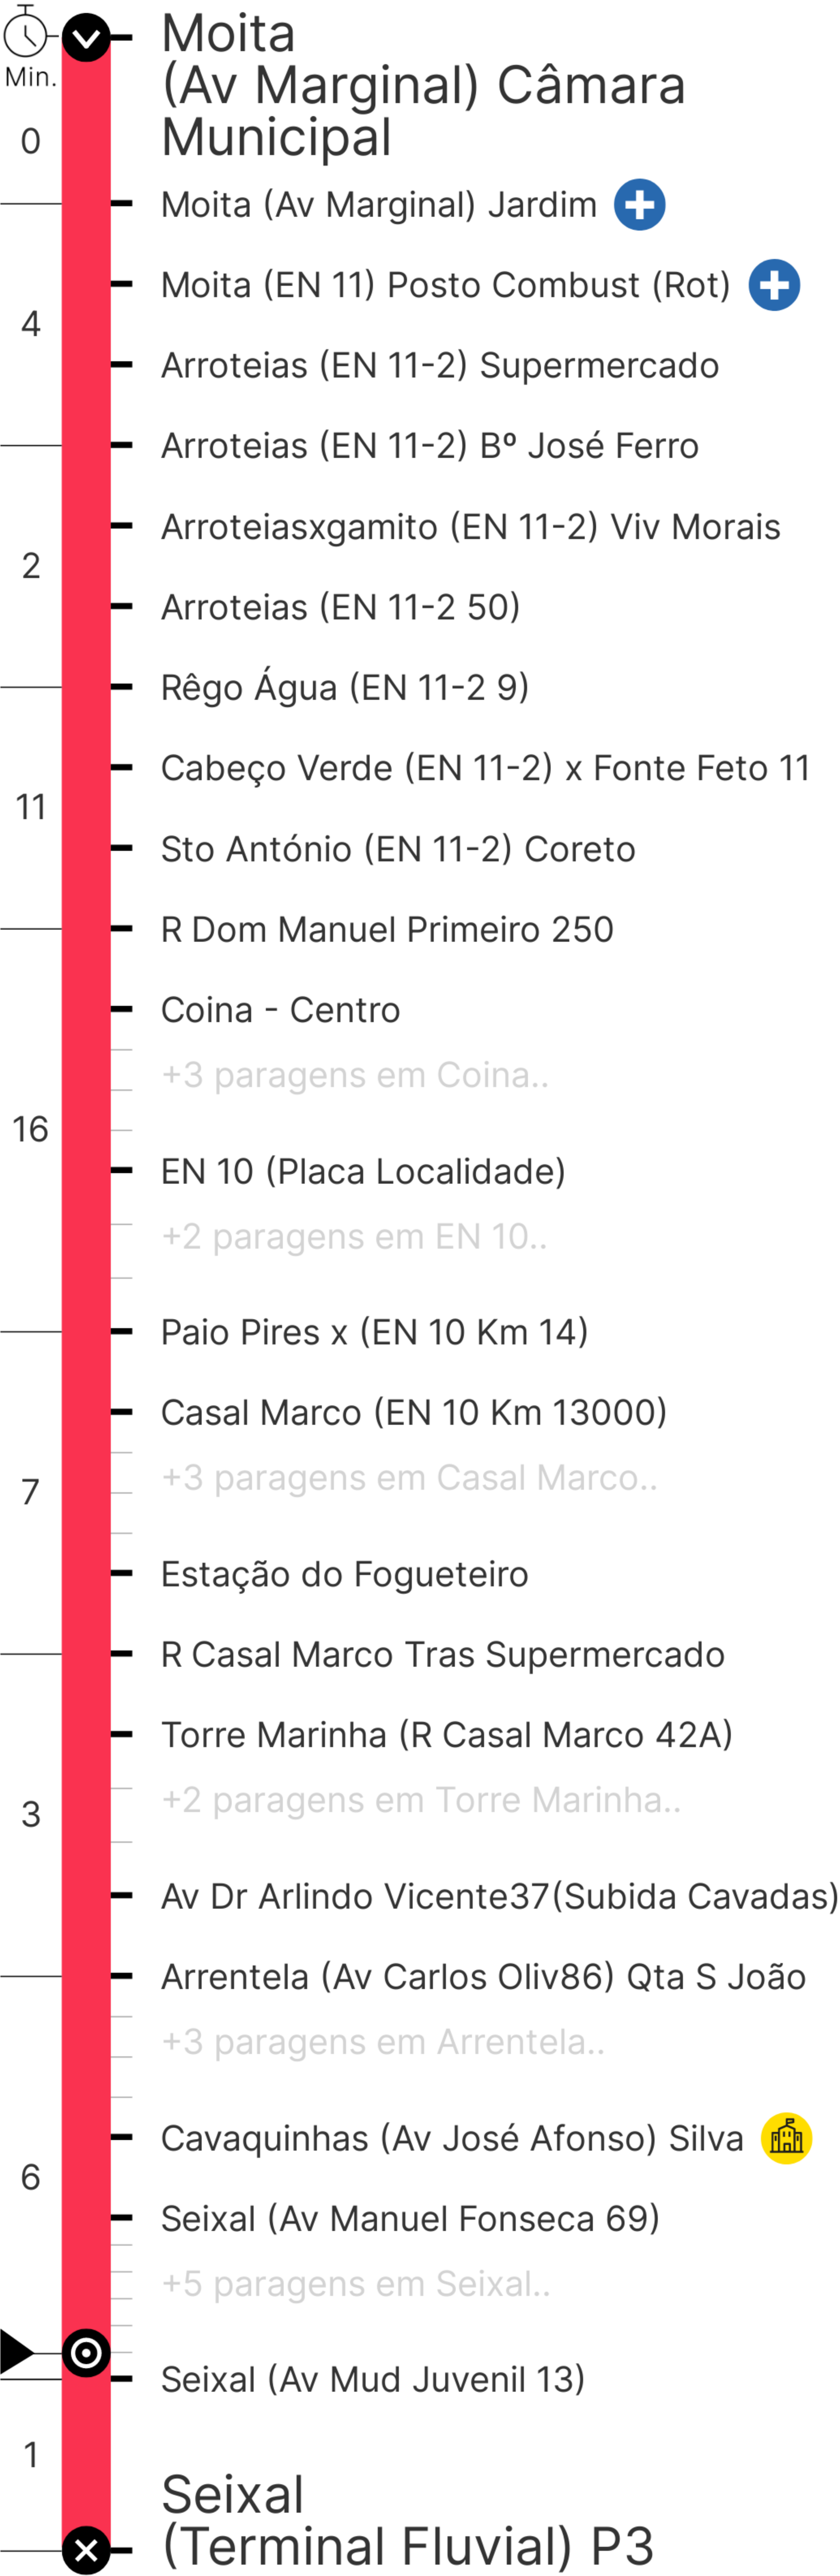 Min.
Moita
(Av Marginal) Câmara
Municipal
0
Moita (Av Marginal) Jardim
Moita (EN 11) Posto Combust (Rot)
4
Arroteias (EN 11-2) Supermercado
Arroteias (EN 11-2) Bº José Ferro
Arroteiasxgamito (EN 11-2) Viv Morais
2
Arroteias (EN 11-2 50)
Rêgo Água (EN 11-2 9)
Cabeço Verde (EN 11-2) x Fonte Feto 11
11
Sto António (EN 11-2) Coreto
R Dom Manuel Primeiro 250
Coina - Centro
+3 paragens em Coina..
16
EN 10 (Placa Localidade)
+2 paragens em EN 10..
Paio Pires x (EN 10 Km 14)
Casal Marco (EN 10 Km 13000)
+3 paragens em Casal Marco..
7
Estação do Fogueteiro
R Casal Marco Tras Supermercado
Torre Marinha (R Casal Marco 42A)
+2 paragens em Torre Marinha..
3
Av Dr Arlindo Vicente37(Subida Cavadas)
Arrentela (Av Carlos Oliv86) Qta S João
+3 paragens em Arrentela..
Cavaquinhas (Av José Afonso) Silva
6
Seixal (Av Manuel Fonseca 69)
+5 paragens em Seixal..
Seixal (Av Mud Juvenil 13)
1
Seixal
(Terminal Fluvial) P3